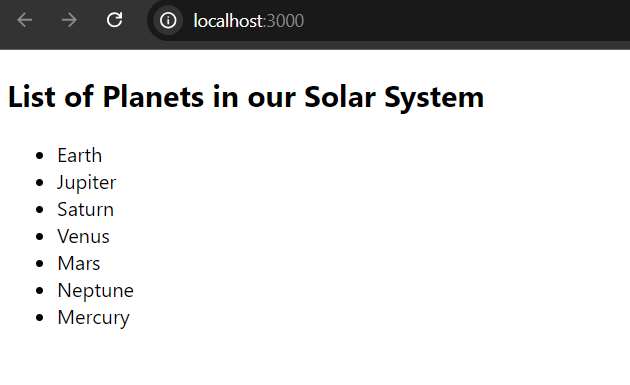 localhost:3000
List of Planets in our Solar System
Earth
Jupiter
Saturn
Venus
Mars
Neptune
Mercury